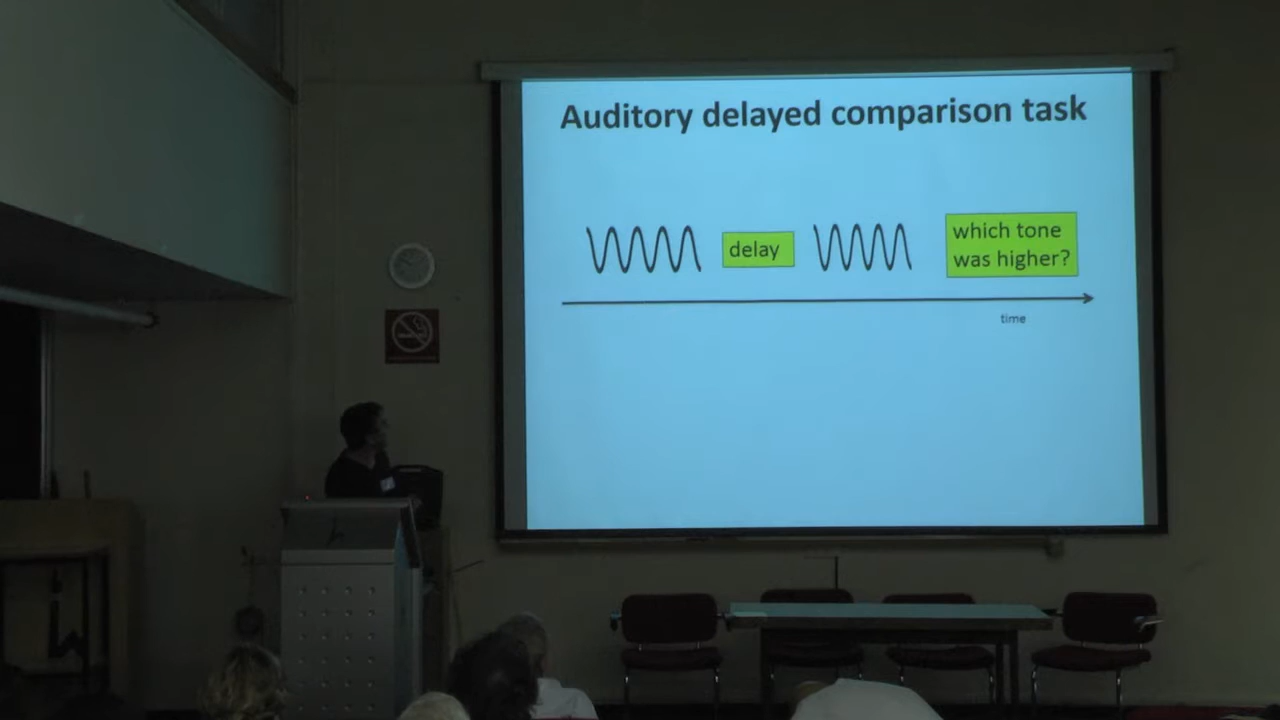 Auditory delayed comparison task
delay
which tone
was higher?
time